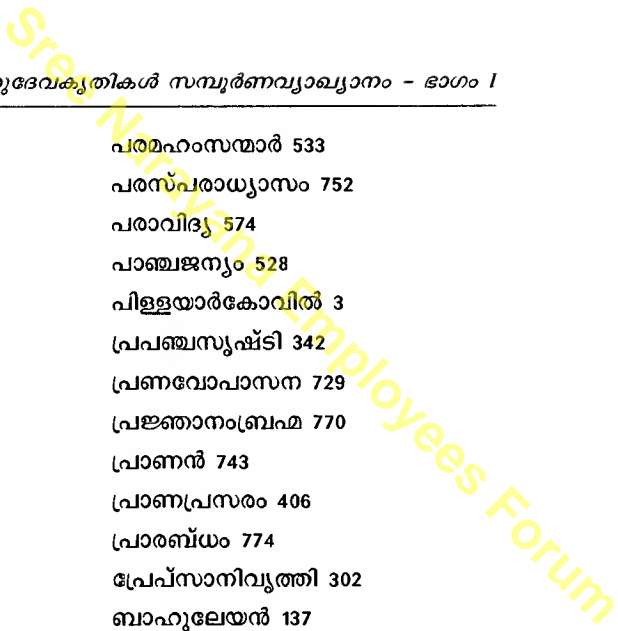 സമ്പൂർണവ്യാഖ്യാനം – ഭാഗം I
പരമഹംസന്മാർ 533
പരസ്പരാധ്യാസം 752
പരാവിദ്യ 574
പാഞ്ചജന്യം 528
പിള്ളയാർകോവിൽ 3
പ്രപഞ്ചസൃഷ്ടി 342
പ്രണവോപാസന 729
പ്രജ്ഞാനംബ്രഹ്മ 770
പ്രാണൻ 743
പ്രാണപ്രസരം 406
പ്രാരബ്ധം 774
പ്രേപ്സാനിവൃത്തി 302
ബാഹുലേയൻ 137
Sree Narayana Employees Forum